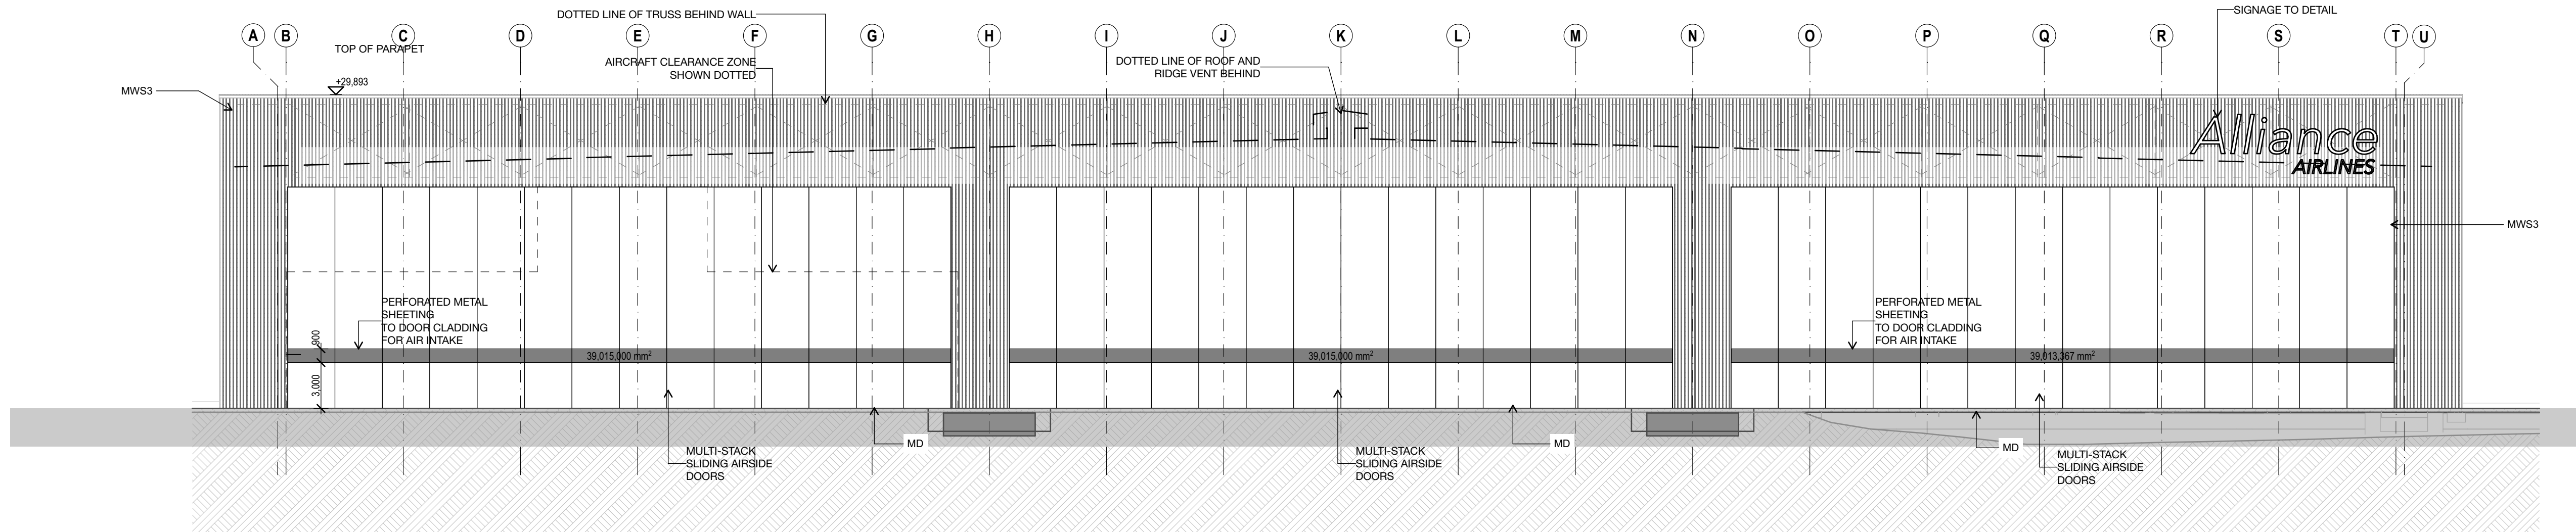 DOTTED LINE OF TRUSS BEHIND WALL
SIGNAGE TO DETAIL
A
B
C
D
E
F
G
H
I
J
K
L
M
N
O
P
Q
R
S
T
U
TOP OF PARAPET
+29,893
AIRCRAFT CLEARANCE ZONE
SHOWN DOTTED
DOTTED LINE OF ROOF AND
RIDGE VENT BEHIND
MWS3
Alliance
AIRLINES
MWS3
PERFORATED METAL
SHEETING
TO DOOR CLADDING
FOR AIR INTAKE
PERFORATED METAL
SHEETING
TO DOOR CLADDING
FOR AIR INTAKE
900
3,000
39,015,000 mm²
39,015,000 mm²
39,013,367 mm²
MD
MD
MD
MULTI-STACK
SLIDING AIRSIDE
DOORS
MULTI-STACK
SLIDING AIRSIDE
DOORS
MULTI-STACK
SLIDING AIRSIDE
DOORS